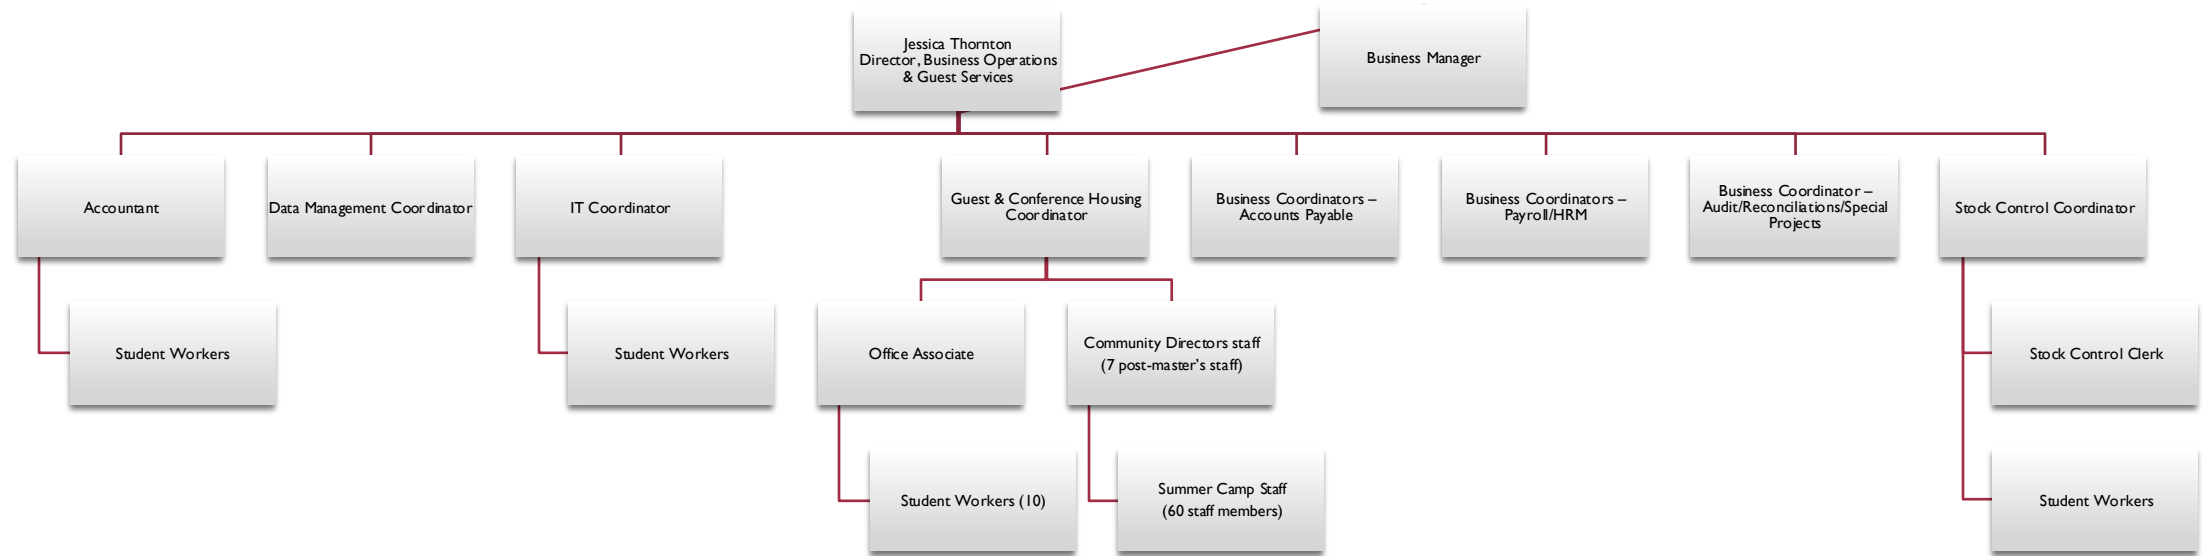 Jessica Thornton
Director, Business Operations
& Guest Services
Business Manager
Accountant
Data Management Coordinator
IT Coordinator
Guest & Conference Housing
Coordinator
Business Coordinators –
Accounts Payable
Business Coordinators –
Payroll/HRM
Business Coordinator –
Audit/Reconciliations/Special
Projects
Stock Control Coordinator
Student Workers
Student Workers
Office Associate
Community Directors staff
(7 post-master’s staff)
Stock Control Clerk
Student Workers (10)
Summer Camp Staff
(60 staff members)
Student Workers